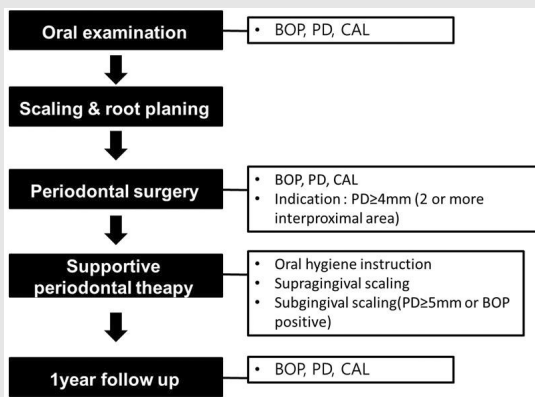 Oral examination
• BOP, PD, CAL
Scaling & root planing
Periodontal surgery
• BOP, PD, CAL
• Indication : PD≥4mm (2 or more
interproximal area)
Supportive
periodontal theapy
• Oral hygiene instruction
• Supragingival scaling
• Subgingival scaling(PD≥5mm or BOP
positive)
1year follow up
• BOP, PD, CAL